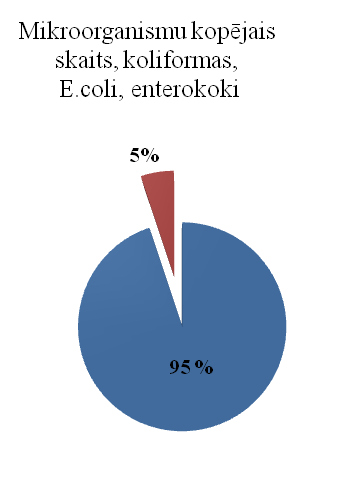 Mikroorganismu kopējais
skaits, koliformas,
E.coli, enterokoki
5%
95 %